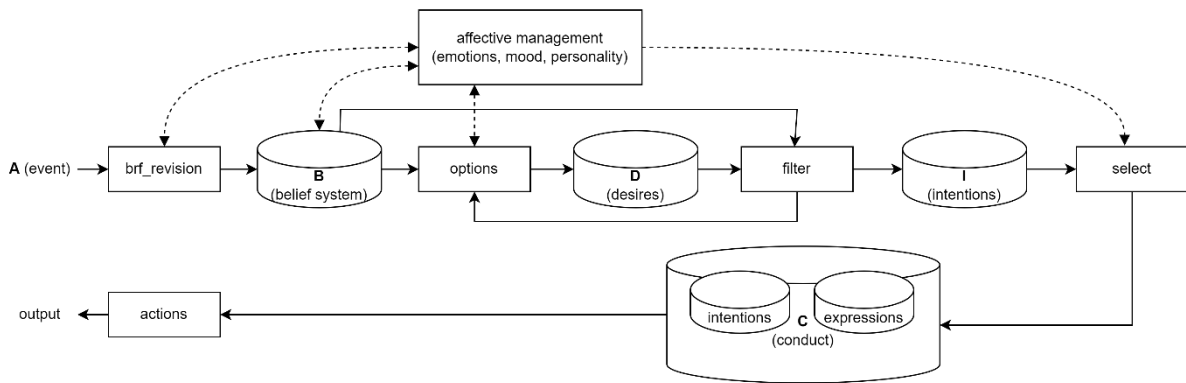 affective management
(emotions, mood, personality)
A (event)
brf_revision
B
(belief system)
options
D
(desires)
filter
I
(intentions)
select
output
actions
intentions
expressions
C
(conduct)